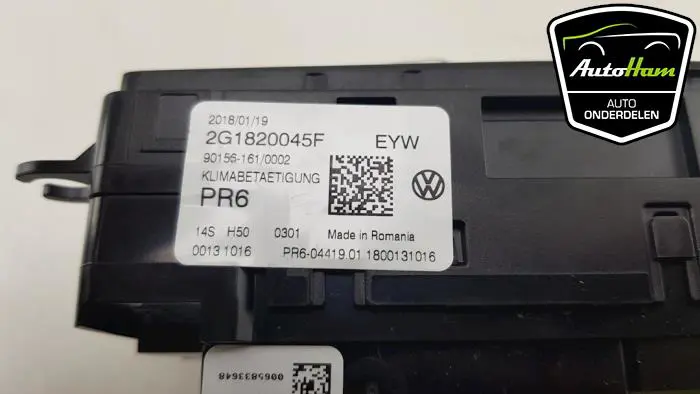 AutoHam
AUTO
ONDERDELEN
2018/01/19
2G1820045F EYW
90156-161/0002
KLIMABETAETIGUNG
PR6
14S H50 0301 Made in Romania
0013 1016 PR6-04419.01 1800131016
0065833648